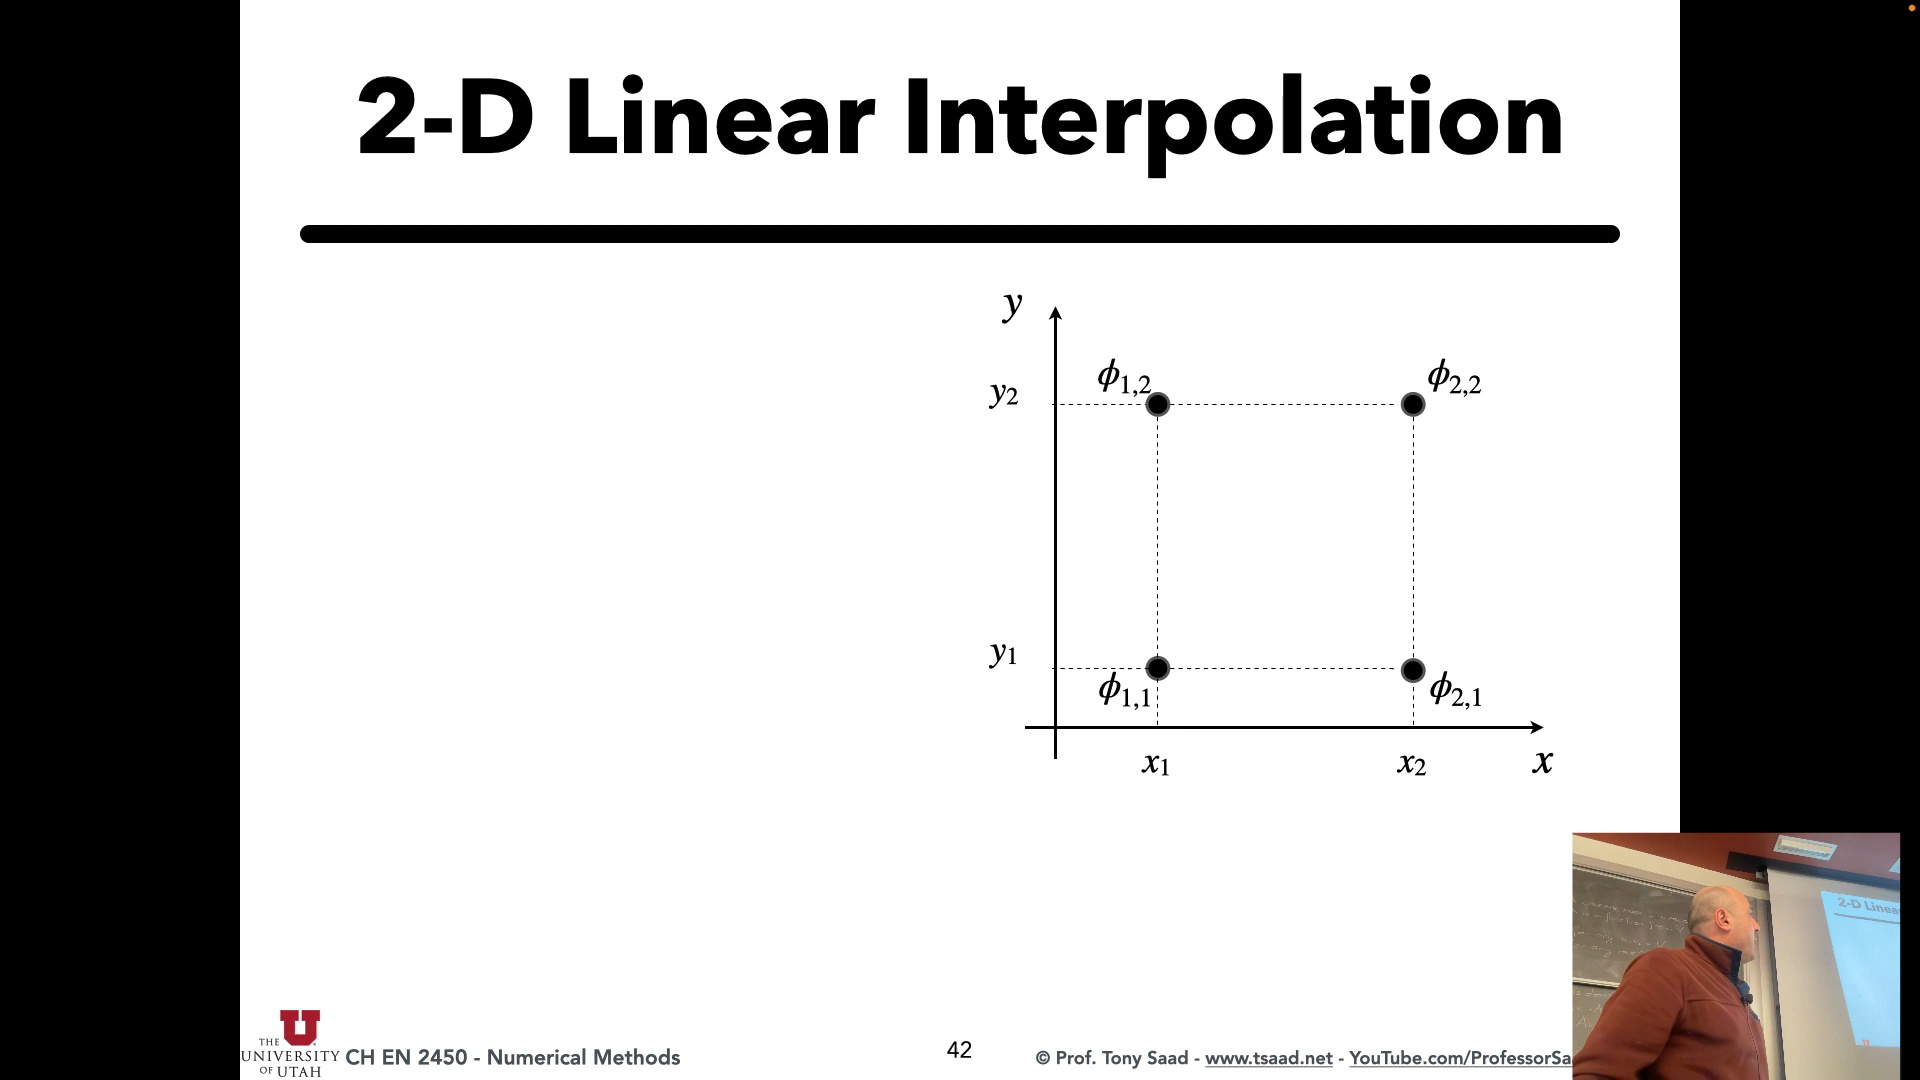 2-D Linear Interpolation
y
ϕ1,2
ϕ2,2
y2
y1
ϕ1,1
ϕ2,1
x1
x2
x
2-D Linea
THE
UNIVERSITY
OF UTAH
CH EN 2450 - Numerical Methods
42
© Prof. Tony Saad - www.tsaad.net - YouTube.com/ProfessorSa